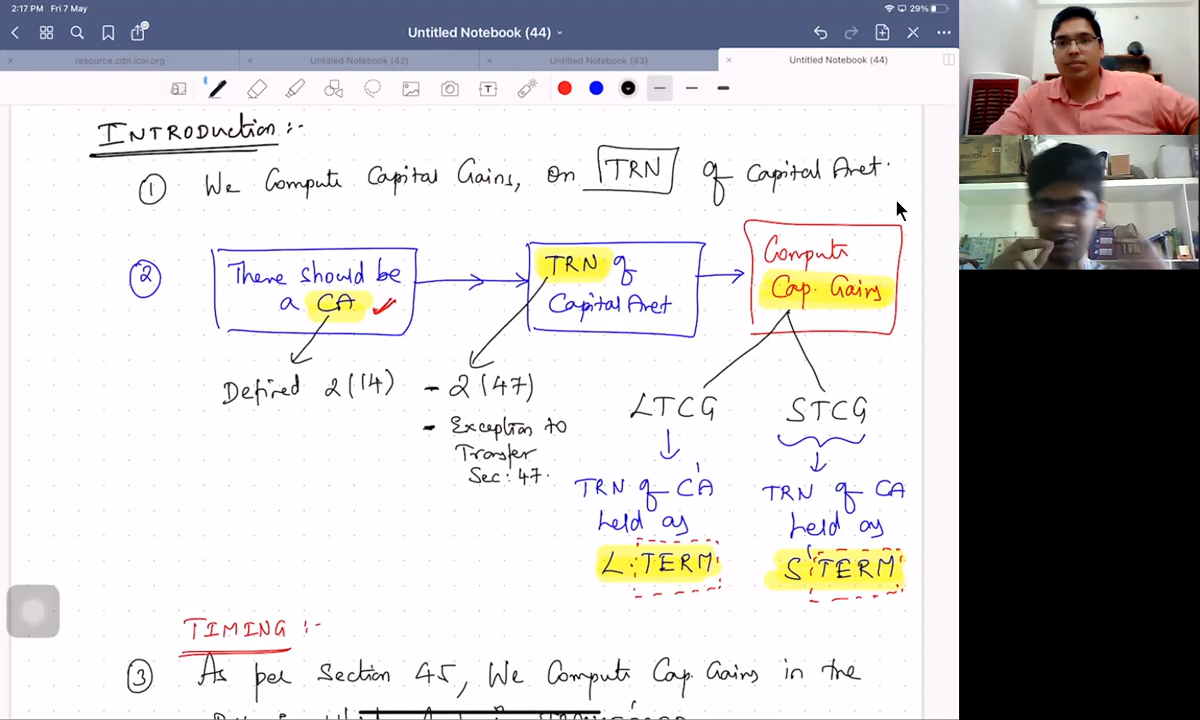 2:17 PM Fri 7 May
29%
Untitled Notebook (44)
resource.cdn.icai.org
Untitled Notebook (42)
Untitled Notebook (43)
Untitled Notebook (44)
INTRODUCTION :-
① We Compute Capital Gains, on TRN of Capital Asset.
② There should be
a CA ✓
TRN of
Capital Asset
Compute
Cap. Gains
Defined 2(14)
- 2(47)
- Exception to
Transfer
Sec: 47.
LTCG
STCG
TRN of CA
held as
L.TERM
TRN of CA
held as
S.TERM
TIMING :-
③ As per Section 45, We Compute Cap. Gains in the